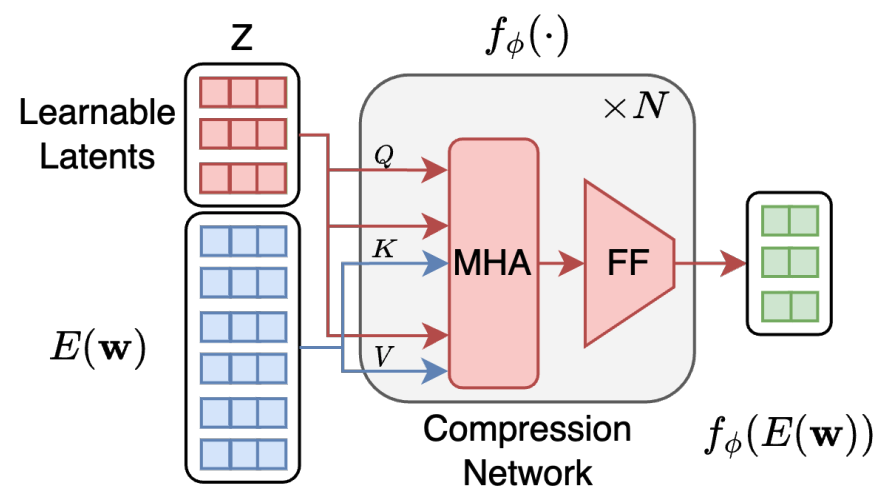 Z
f_ϕ(·)
Learnable
Latents
×N
Q
K
MHA
FF
E(w)
V
Compression
Network
f_ϕ(E(w))